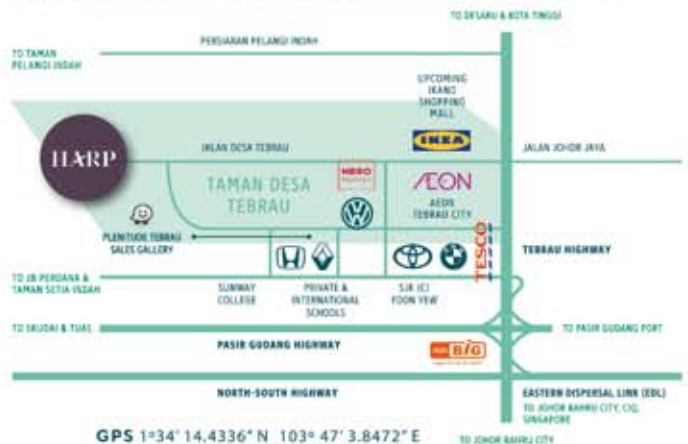 TO DESARU & KOTA TINGGI
PERSIARAN PELANGI INDAH
TO TAMAN
PELANGI INDAH
UPCOMING
IKANO
SHOPPING
MALL
IKEA
HARP
JALAN DESA TEBRAU
JALAN JOHOR JAYA
TAMAN DESA
TEBRAU
HERO
AEON
AEON
TEBRAU CITY
PLENITUDE TEBRAU
SALES GALLERY
TESCO
TEBRAU HIGHWAY
TO JB PERDANA &
TAMAN SETIA INDAH
SUNWAY
COLLEGE
PRIVATE &
INTERNATIONAL
SCHOOLS
SJK (C)
FOON YEW
TO SKUDAI & TUAS
TO PASIR GUDANG PORT
PASIR GUDANG HIGHWAY
BIG
NORTH-SOUTH HIGHWAY
EASTERN DISPERSAL LINK (EDL)
TO JOHOR BAHRU CITY, CIQ,
SINGAPORE
GPS 1º34' 14.4336" N 103º 47' 3.8472" E
TO JOHOR BAHRU CITY